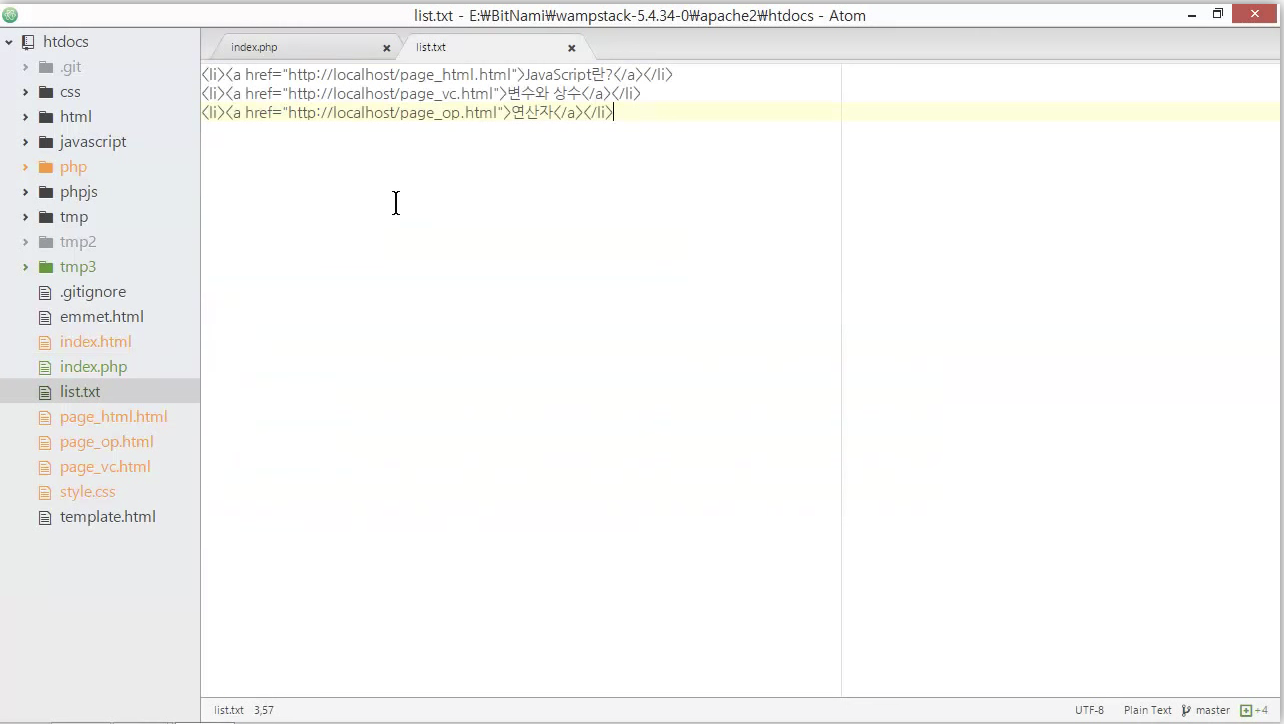 list.txt - E:₩BitNami₩wampstack-5.4.34-0₩apache2₩htdocs - Atom
htdocs
.git
css
html
javascript
php
phpjs
tmp
tmp2
tmp3
.gitignore
emmet.html
index.html
index.php
list.txt
page_html.html
page_op.html
page_vc.html
style.css
template.html
index.php
list.txt
<li><a href="http://localhost/page_html.html">JavaScript란?</a></li>
<li><a href="http://localhost/page_vc.html">변수와 상수</a></li>
<li><a href="http://localhost/page_op.html">연산자</a></li>
list.txt 3,57
UTF-8 Plain Text master +4